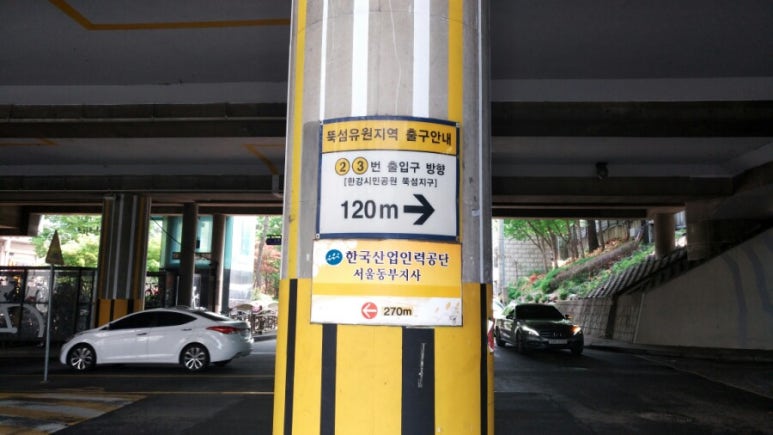 뚝섬유원지역 출구안내
2 3 번 출입구 방향
[한강시민공원 뚝섬지구]
120m →
한국산업인력공단
서울동부지사
← 270m